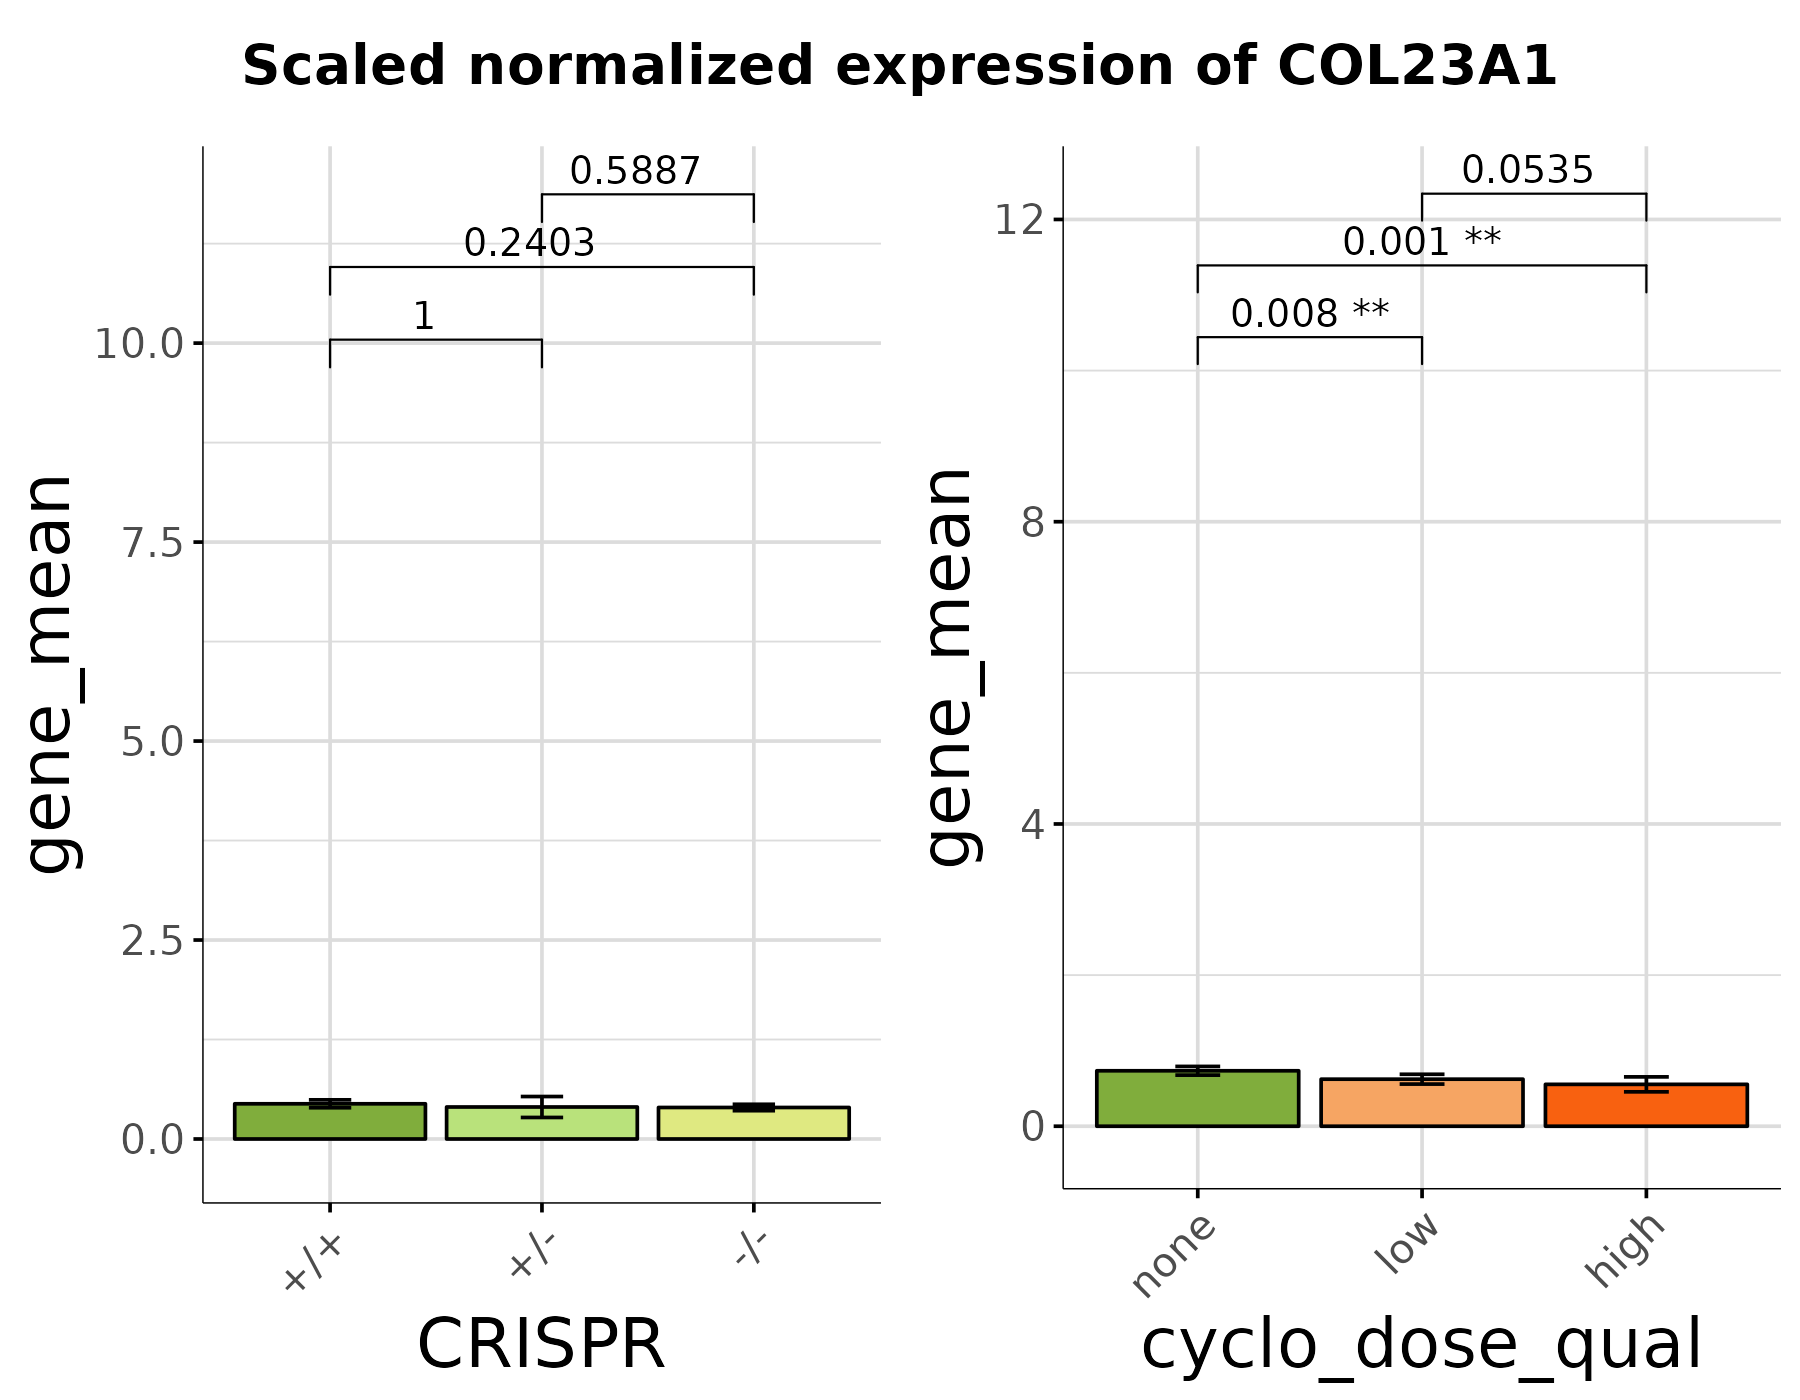 Scaled normalized expression of COL23A1
gene_mean
10.0
7.5
5.0
2.5
0.0
0.5887
0.2403
1
+/+
+/-
-/-
CRISPR
gene_mean
12
8
4
0
0.0535
0.001 **
0.008 **
none
low
high
cyclo_dose_qual